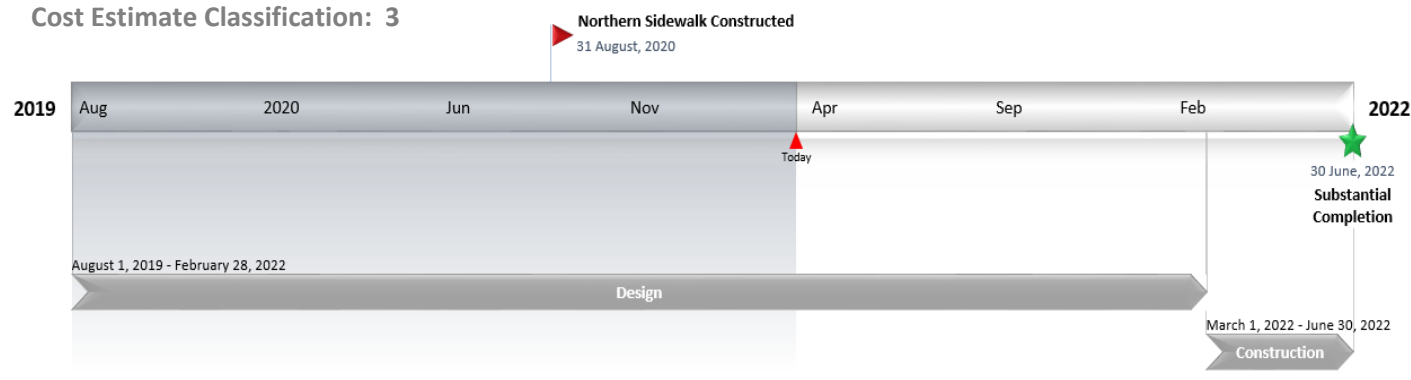 Cost Estimate Classification: 3
Northern Sidewalk Constructed
31 August, 2020
2019 Aug 2020 Jun Nov Apr Sep Feb 2022
Today
30 June, 2022
Substantial
Completion
August 1, 2019 - February 28, 2022
Design
March 1, 2022 - June 30, 2022
Construction